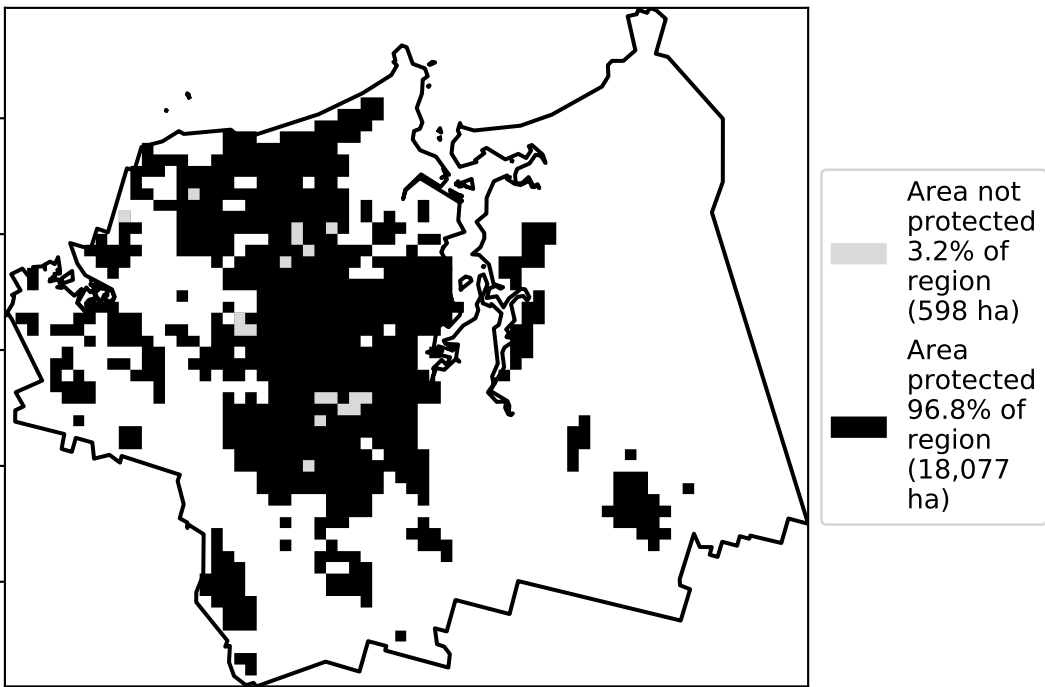 Area not
protected
3.2% of
region
(598 ha)
Area
protected
96.8% of
region
(18,077
ha)